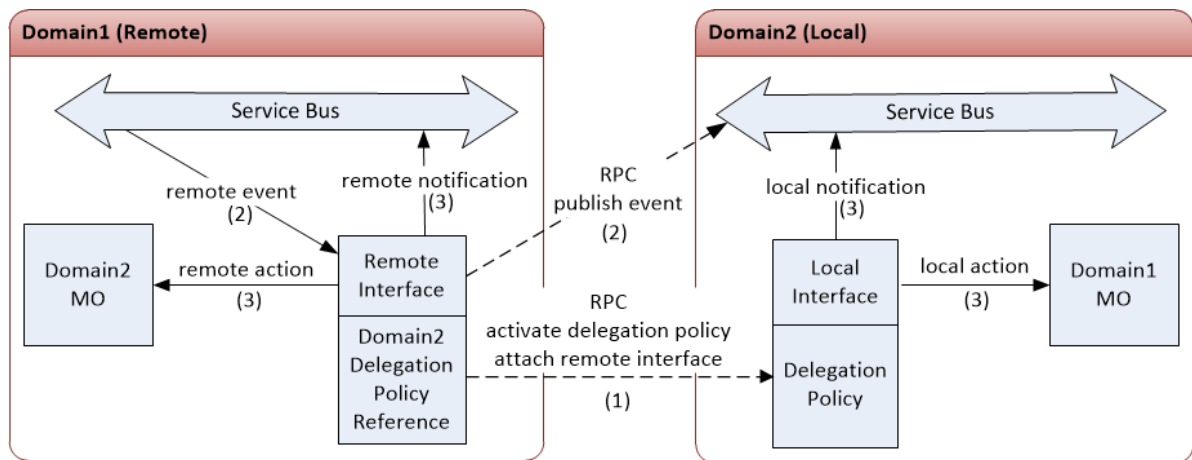 Domain1 (Remote)
Service Bus
remote event
(2)
remote notification
(3)
Domain2
MO
remote action
(3)
Remote
Interface
Domain2
Delegation
Policy
Reference
RPC
publish event
(2)
RPC
activate delegation policy
attach remote interface
(1)
Domain2 (Local)
Service Bus
local notification
(3)
Local
Interface
Delegation
Policy
local action
(3)
Domain1
MO